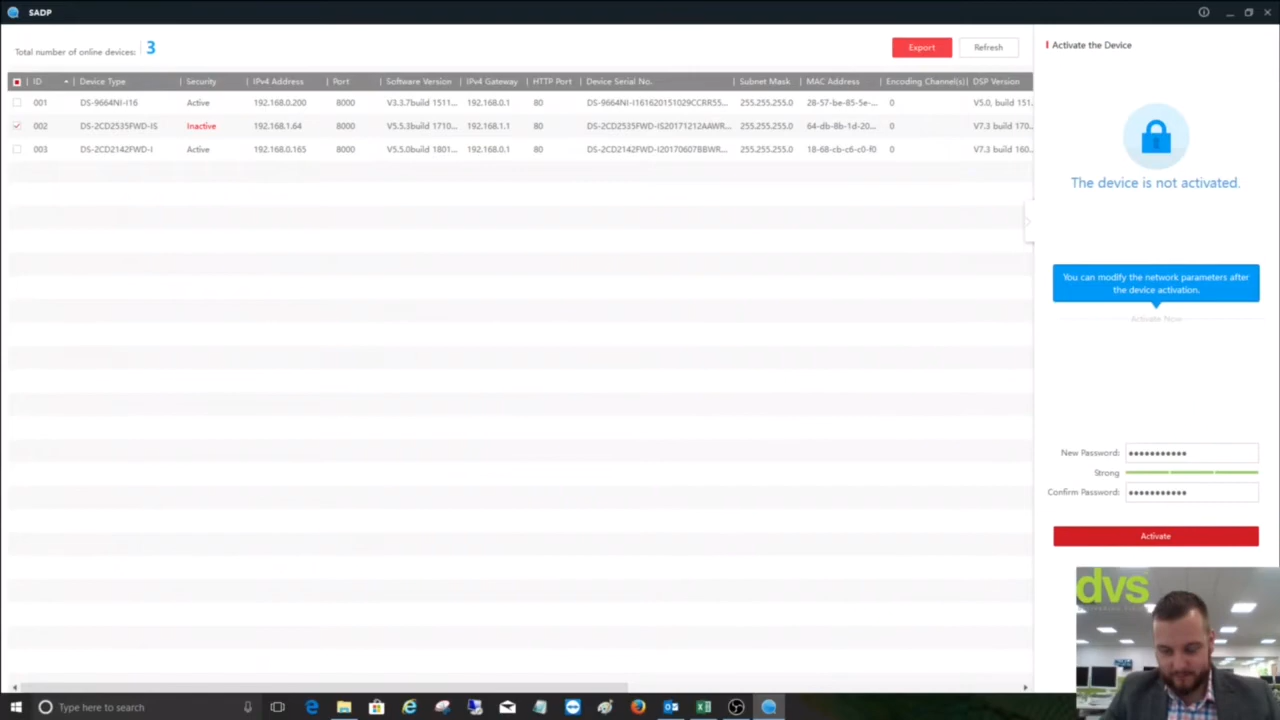 SADP
Total number of online devices: 3
Export
Refresh
ID Device Type Security IPv4 Address Port Software Version IPv4 Gateway HTTP Port Device Serial No. Subnet Mask MAC Address Encoding Channel(s) DSP Version
001 DS-9664NI-I16 Active 192.168.0.200 8000 V3.3.7build 1511... 192.168.0.1 80 DS-9664NI-I161620151029CCRR55... 255.255.255.0 28-57-be-85-5e-... 0 V5.0, build 151...
002 DS-2CD2535FWD-IS Inactive 192.168.1.64 8000 V5.5.3build 1710... 192.168.1.1 80 DS-2CD2535FWD-IS20171212AAWR... 255.255.255.0 64-db-8b-1d-20... 0 V7.3 build 170...
003 DS-2CD2142FWD-I Active 192.168.0.165 8000 V5.5.0build 1801... 192.168.0.1 80 DS-2CD2142FWD-I20170607BBWR... 255.255.255.0 18-68-cb-c6-c0-f0 0 V7.3 build 160...
Activate the Device
The device is not activated.
You can modify the network parameters after
the device activation.
Activate Now
New Password: •••••••••••
Strong
Confirm Password: •••••••••••
Activate
dvs
Type here to search